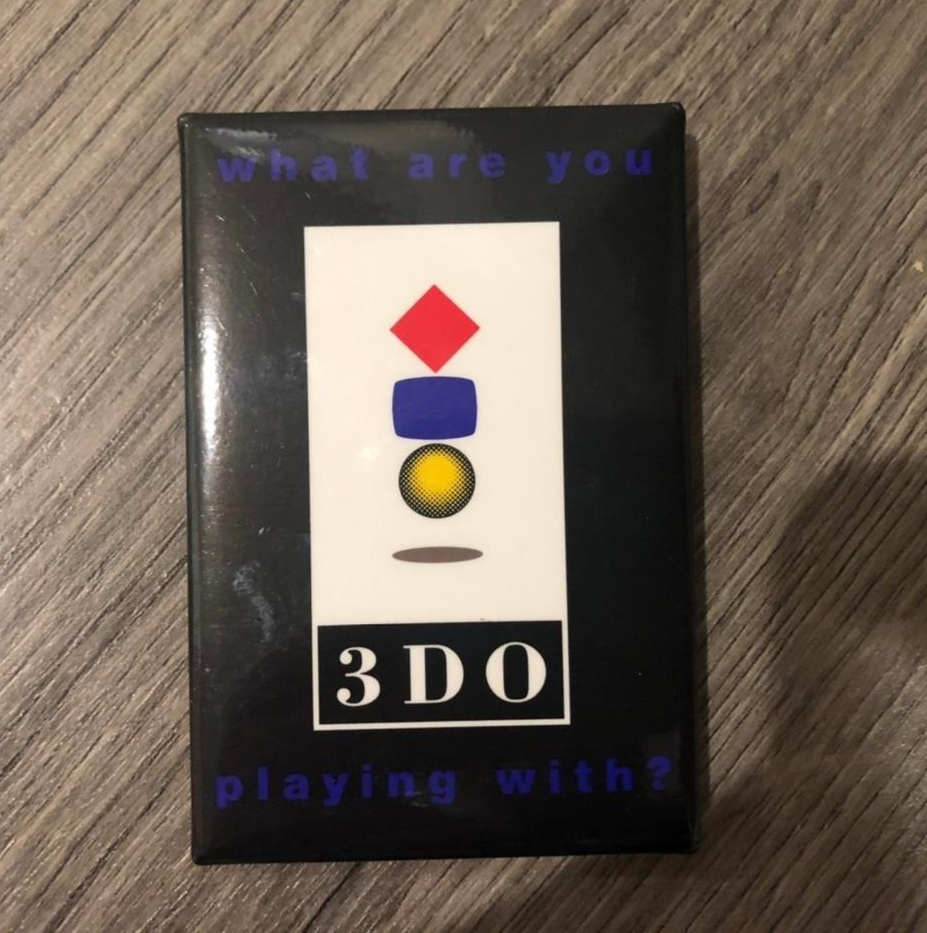 what are you
3DO
playing with?